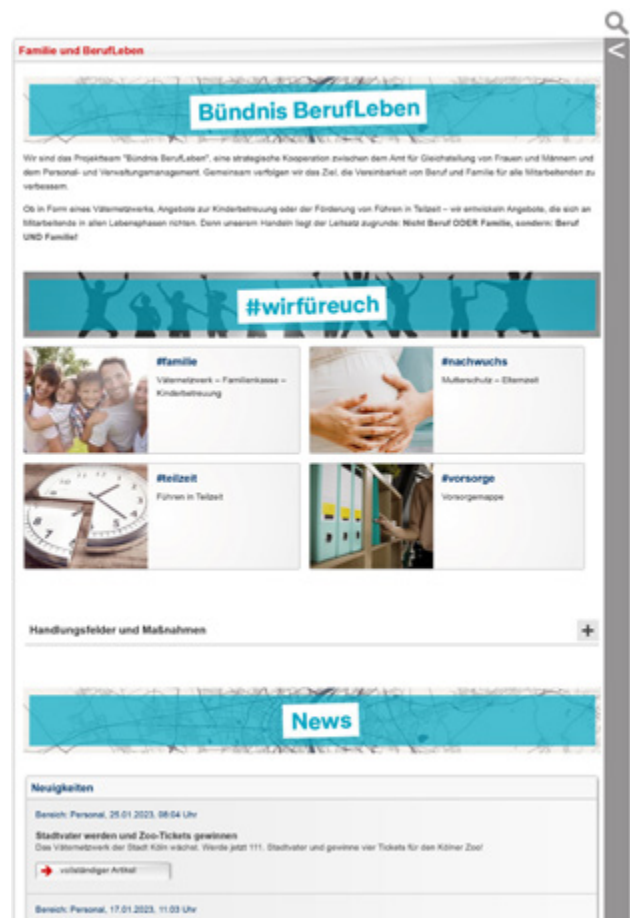 Familie und BerufLeben
<
Bündnis BerufLeben
Wir sind das Projektteam "Bündnis BerufLeben", eine strategische Kooperation zwischen dem Amt für Gleichstellung von Frauen und Männern und
dem Personal- und Verwaltungsmanagement. Gemeinsam verfolgen wir das Ziel, die Vereinbarkeit von Beruf und Familie für alle Mitarbeitenden zu
verbessern.
Ob in Form eines Väternetzwerks, Angebote zur Kinderbetreuung oder der Förderung von Führen in Teilzeit – wir entwickeln Angebote, die sich an
Mitarbeitende in allen Lebensphasen richten. Denn unserem Handeln liegt der Leitsatz zugrunde: Nicht Beruf ODER Familie, sondern: Beruf
UND Familie!
#wirfüreuch
#familie
Väternetzwerk – Familienkasse –
Kinderbetreuung
#nachwuchs
Mutterschutz – Elternzeit
#teilzeit
Führen in Teilzeit
#vorsorge
Vorsorgemappe
Handlungsfelder und Maßnahmen
+
News
Neuigkeiten
Bereich: Personal, 25.01.2023, 08:04 Uhr
Stadtvater werden und Zoo-Tickets gewinnen
Das Väternetzwerk der Stadt Köln wächst. Werde jetzt 111. Stadtvater und gewinne vier Tickets für den Kölner Zoo!
vollständiger Artikel
Bereich: Personal, 17.01.2023, 11:03 Uhr